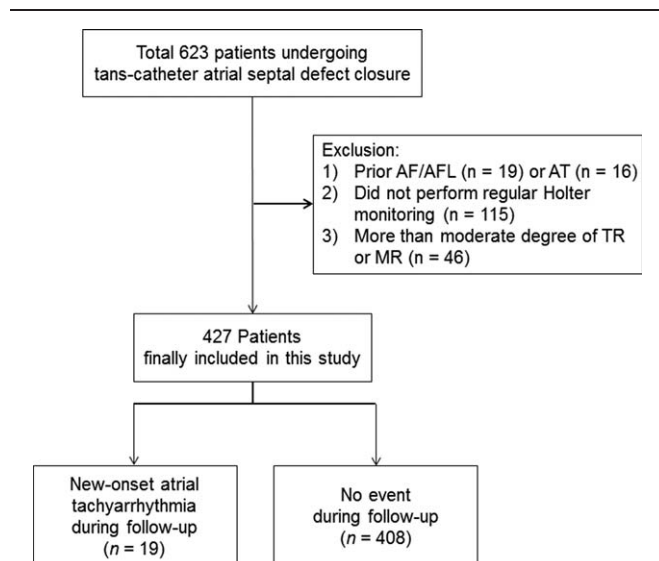 Total 623 patients undergoing
tans-catheter atrial septal defect closure
Exclusion:
1) Prior AF/AFL (n = 19) or AT (n = 16)
2) Did not perform regular Holter
monitoring (n = 115)
3) More than moderate degree of TR
or MR (n = 46)
427 Patients
finally included in this study
New-onset atrial
tachyarrhythmia
during follow-up
(n = 19)
No event
during follow-up
(n = 408)